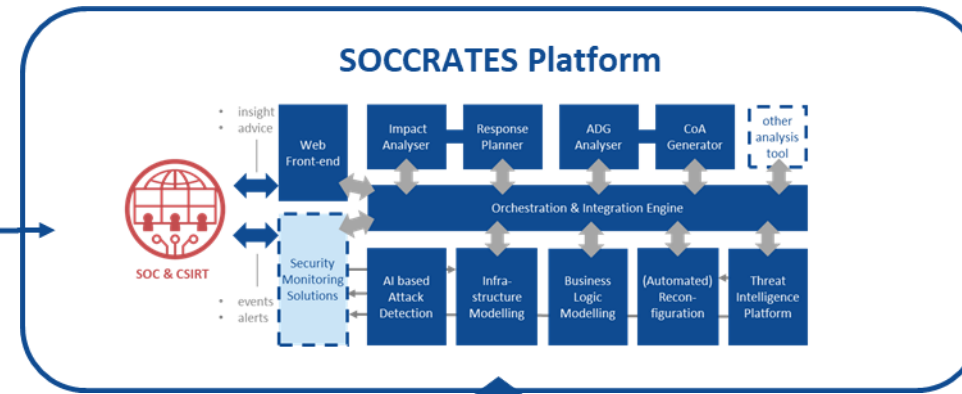 SOCCRATES Platform
• insight
• advice
Web
Front-end
Impact
Analyser
Response
Planner
ADG
Analyser
CoA
Generator
other
analysis
tool
Orchestration & Integration Engine
SOC & CSIRT
• events
• alerts
Security
Monitoring
Solutions
AI based
Attack
Detection
Infra-
structure
Modelling
Business
Logic
Modelling
(Automated)
Recon-
figuration
Threat
Intelligence
Platform